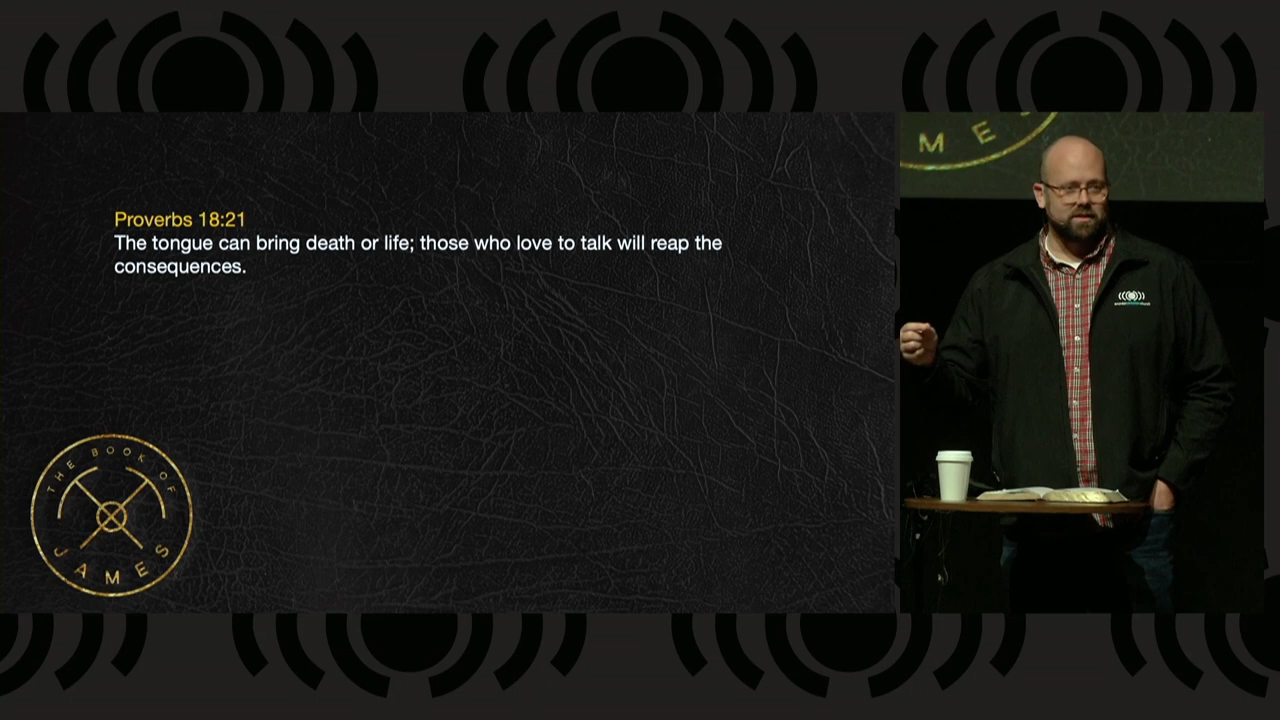 Proverbs 18:21
The tongue can bring death or life; those who love to talk will reap the
consequences.
THE BOOK OF
JAMES
M E